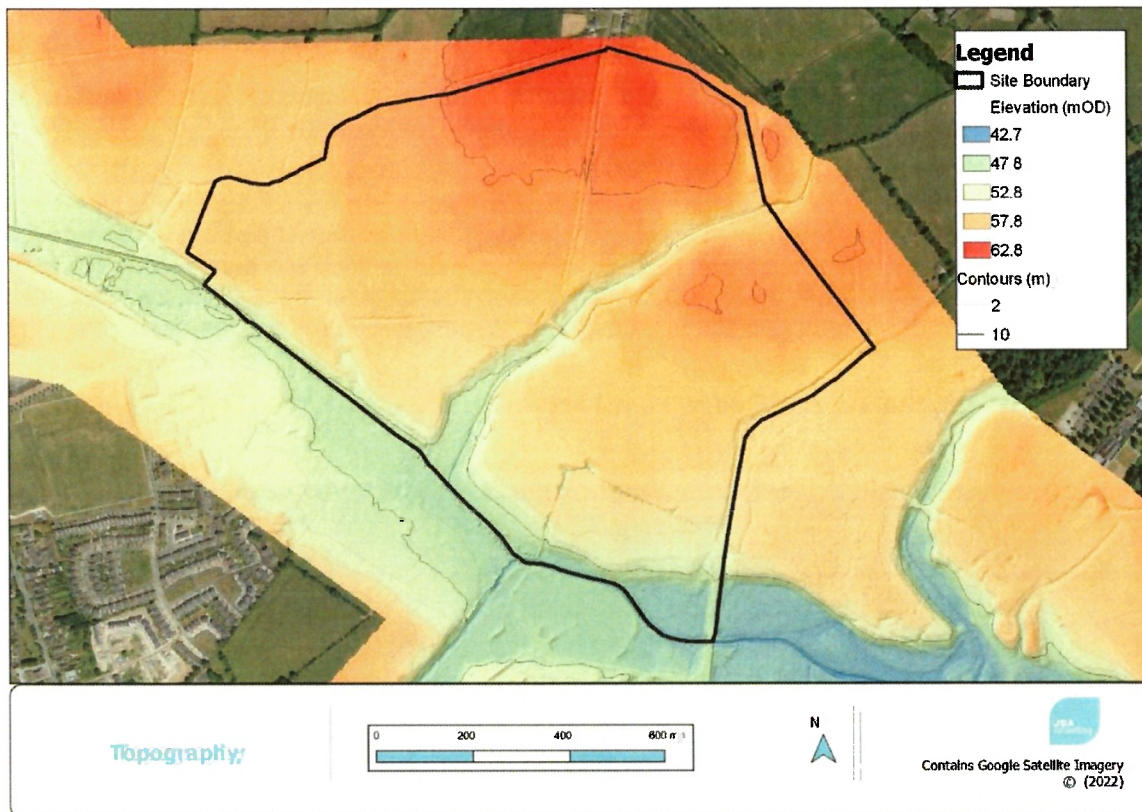 Legend
Site Boundary
Elevation (mOD)
42.7
47 8
52.8
57.8
62.8
Contours (m)
2
10
Topography
0 200 400 600 m
N
JBA
Contains Google Satellite Imagery
© (2022)